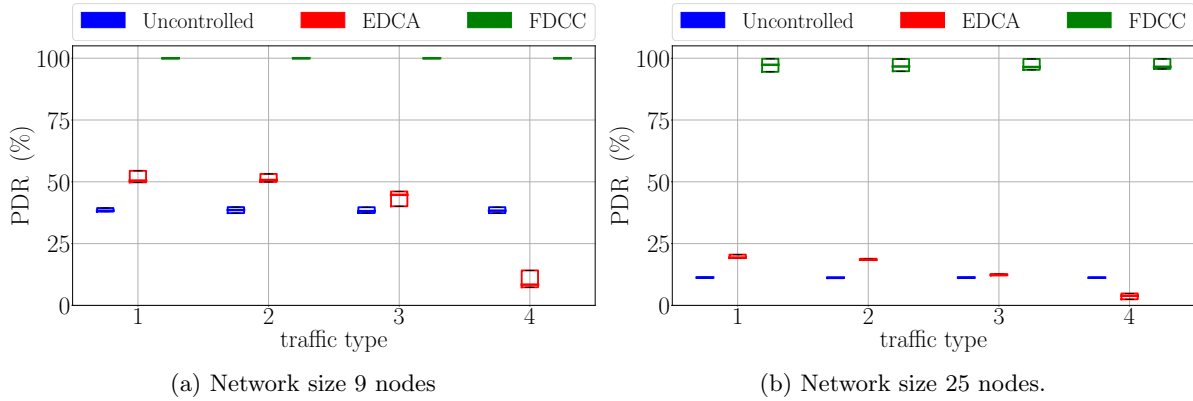 Uncontrolled EDCA FDCC
100
75
50
25
0
PDR (%)
1 2 3 4
traffic type
(a) Network size 9 nodes
Uncontrolled EDCA FDCC
100
75
50
25
0
PDR (%)
1 2 3 4
traffic type
(b) Network size 25 nodes.